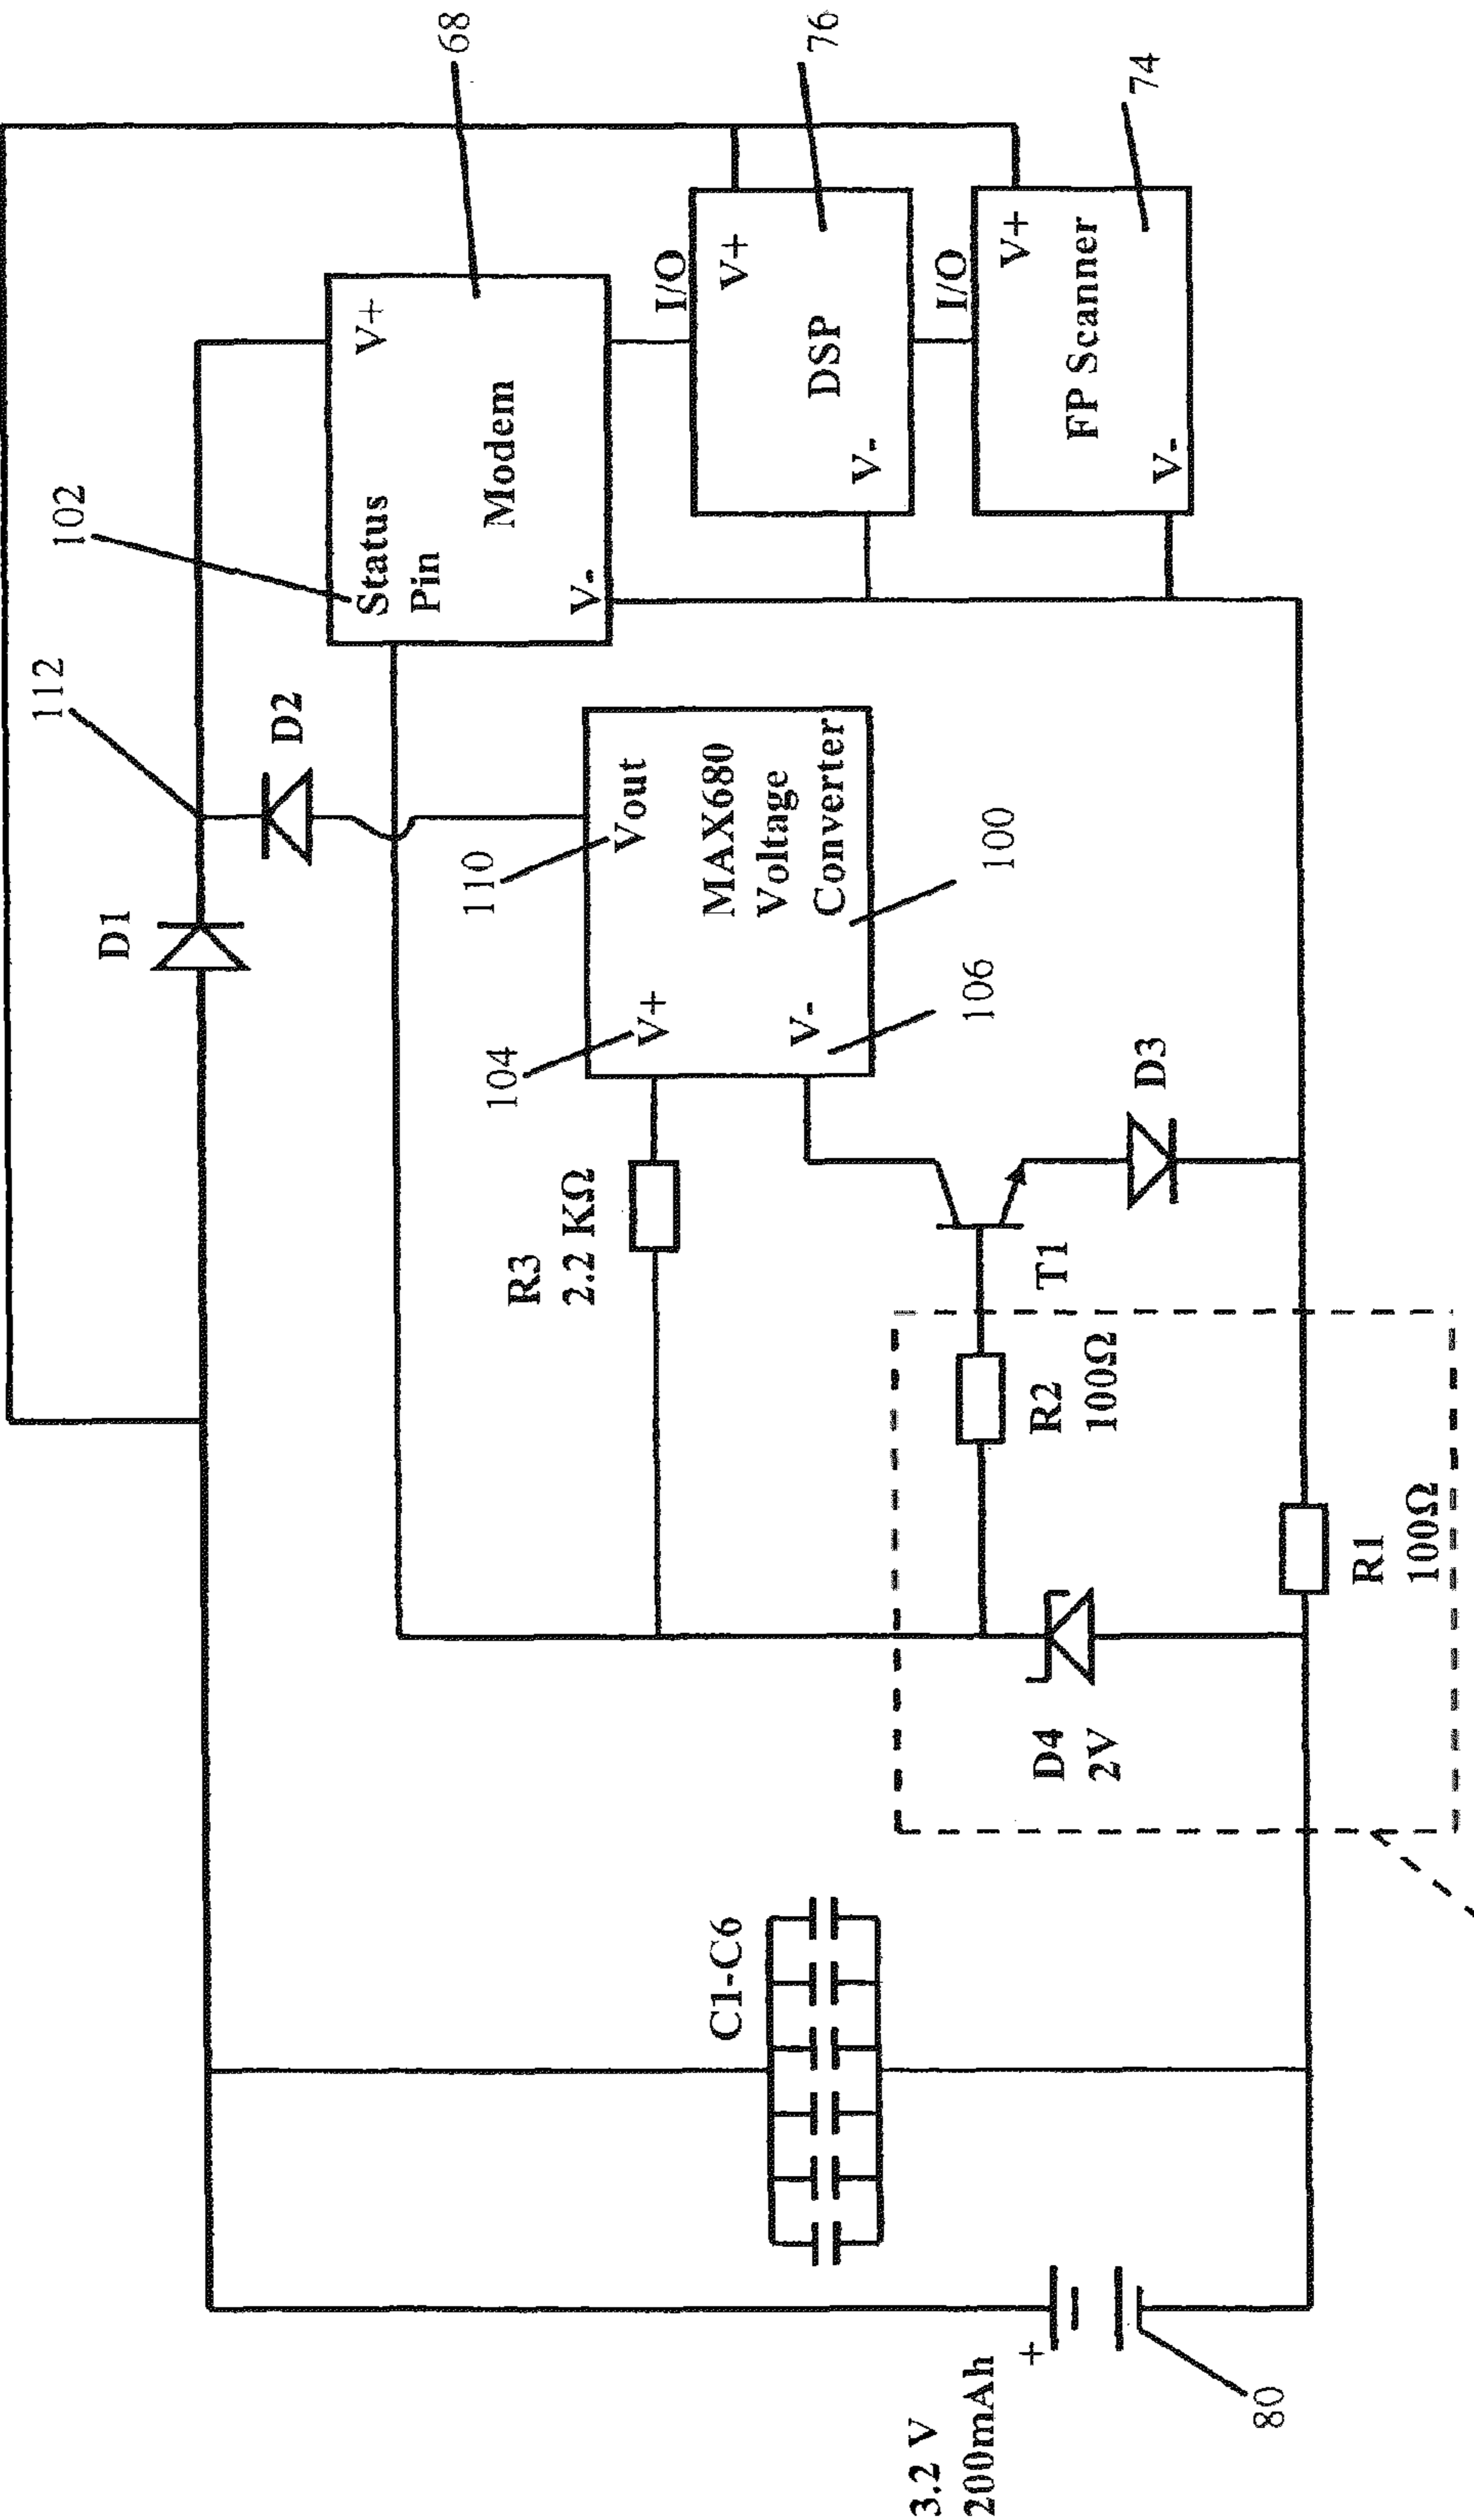 112
102
68
D1
D2
V+
Status
Pin
Modem
V-
I/O
76
V+
DSP
V-
I/O
74
V+
FP Scanner
V-
110
Vout
MAX680
Voltage
Converter
100
104
V+
V-
106
R3
2.2 KΩ
D3
T1
R2
100Ω
R1
100Ω
D4
2V
C1-C6
3.2 V
200mAh
+
80